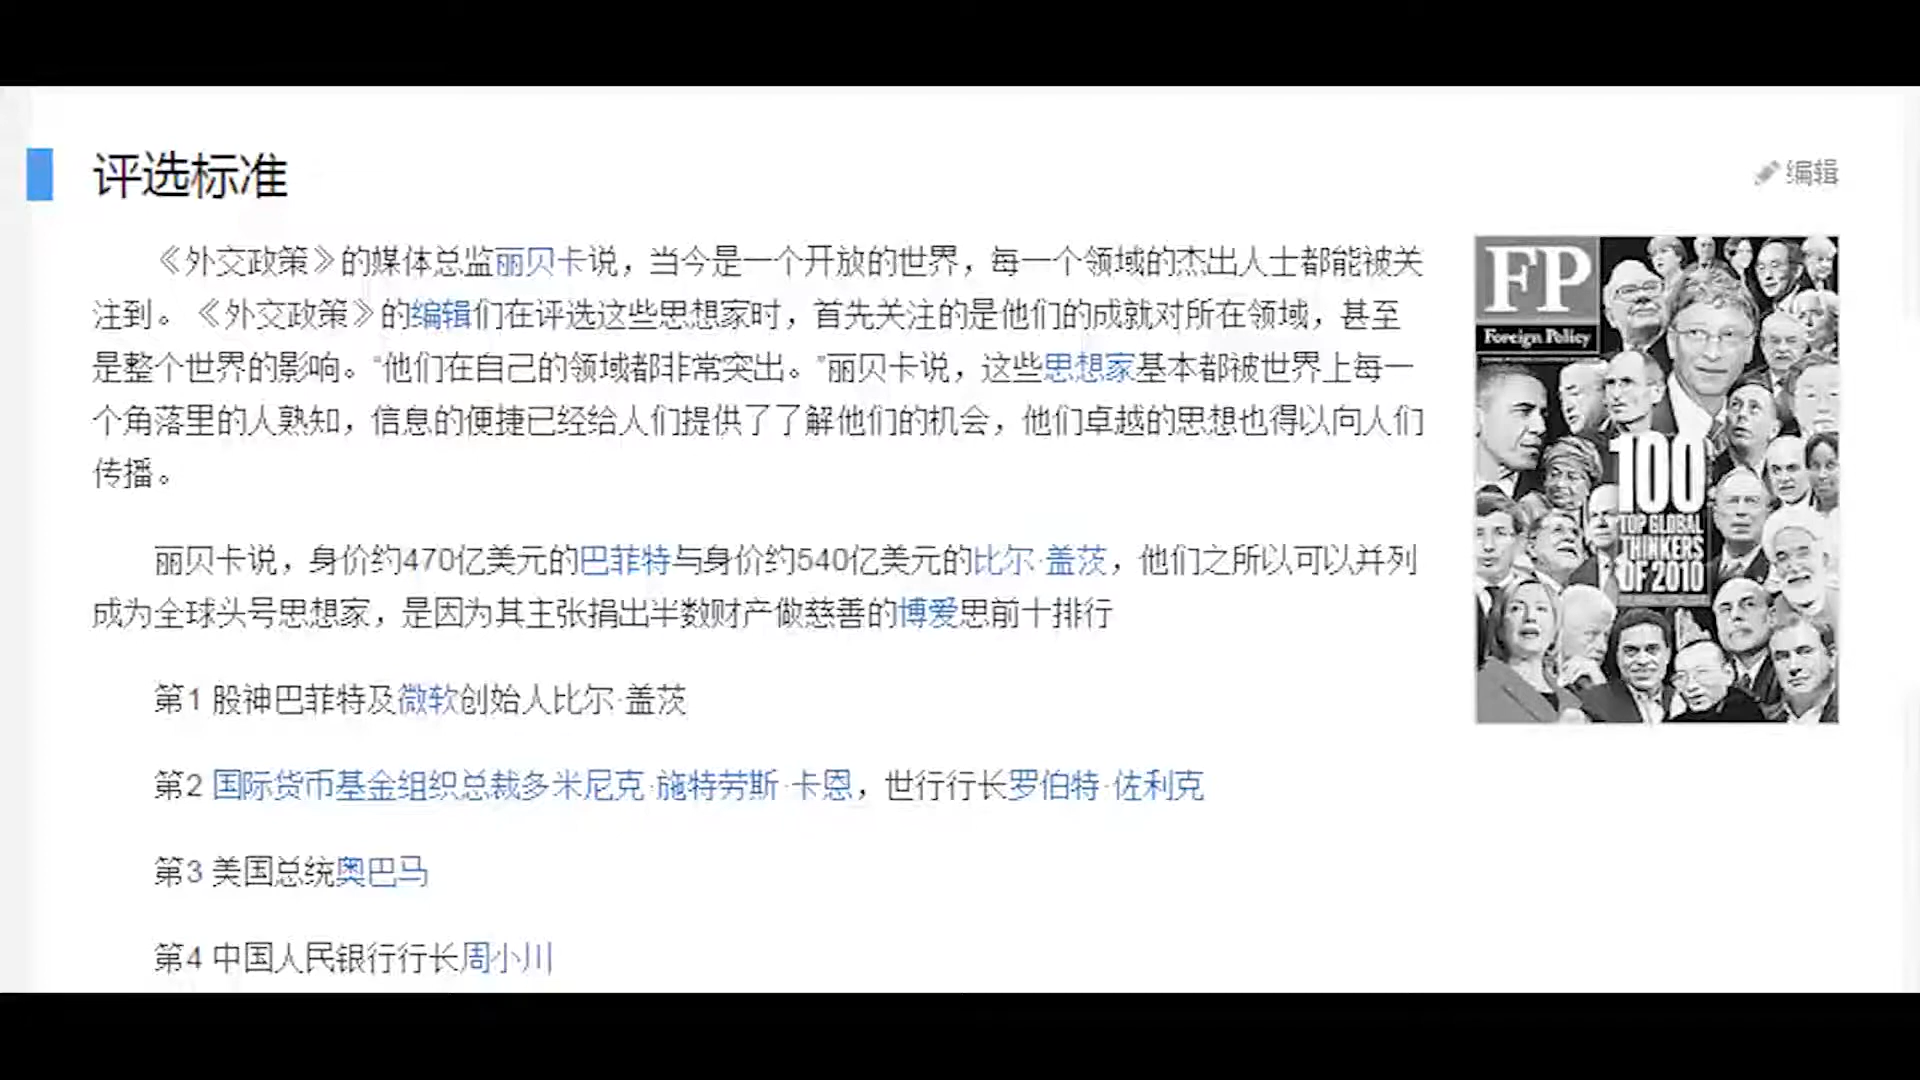 评选标准
编辑
《外交政策》的媒体总监丽贝卡说，当今是一个开放的世界，每一个领域的杰出人士都能被关
注到。《外交政策》的编辑们在评选这些思想家时，首先关注的是他们的成就对所在领域，甚至
是整个世界的影响。“他们在自己的领域都非常突出。”丽贝卡说，这些思想家基本都被世界上每一
个角落里的人熟知，信息的便捷已经给人们提供了了解他们的机会，他们卓越的思想也得以向人们
传播。
丽贝卡说，身价约470亿美元的巴菲特与身价约540亿美元的比尔·盖茨，他们之所以可以并列
成为全球头号思想家，是因为其主张捐出半数财产做慈善的博爱思前十排行
第1 股神巴菲特及微软创始人比尔·盖茨
第2 国际货币基金组织总裁多米尼克·施特劳斯·卡恩，世行行长罗伯特·佐利克
第3 美国总统奥巴马
第4 中国人民银行行长周小川
FP
Foreign Policy
100
TOP GLOBAL
THINKERS
OF 2010